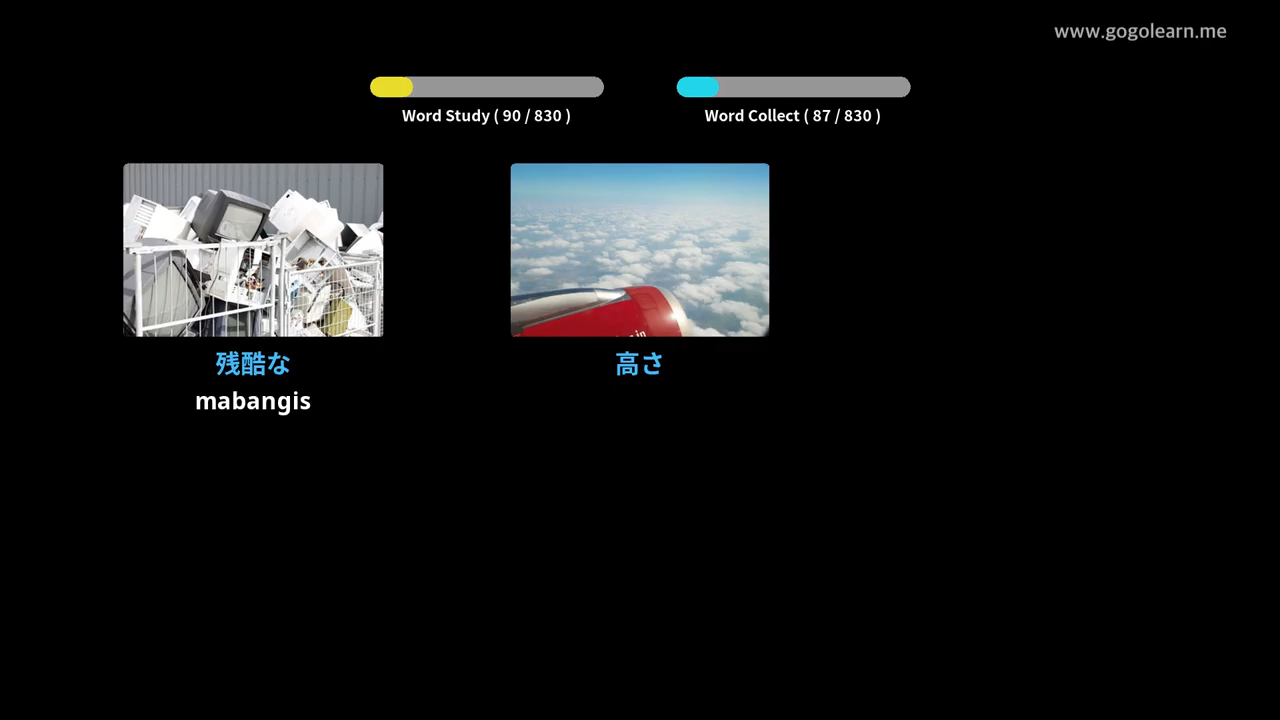 www.gogolearn.me
Word Study ( 90 / 830 )
Word Collect ( 87 / 830 )
残酷な
mabangis
高さ